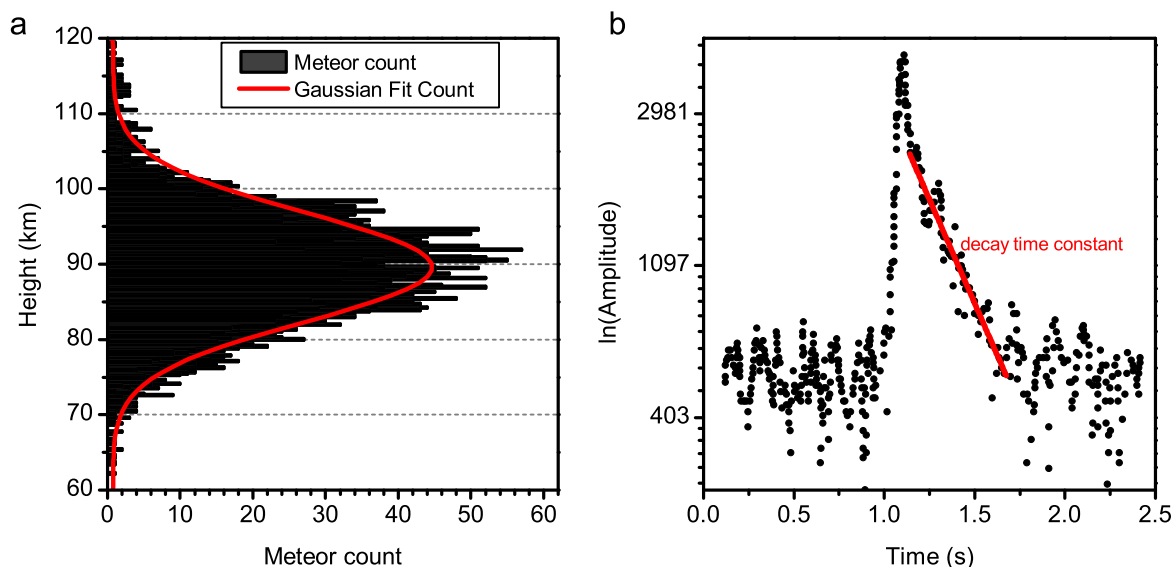 a
120
110
100
90
80
70
60
Height (km)
0
10
20
30
40
50
60
Meteor count
Meteor count
Gaussian Fit Count
b
2981
1097
403
ln(Amplitude)
decay time constant
0.0
0.5
1.0
1.5
2.0
2.5
Time (s)